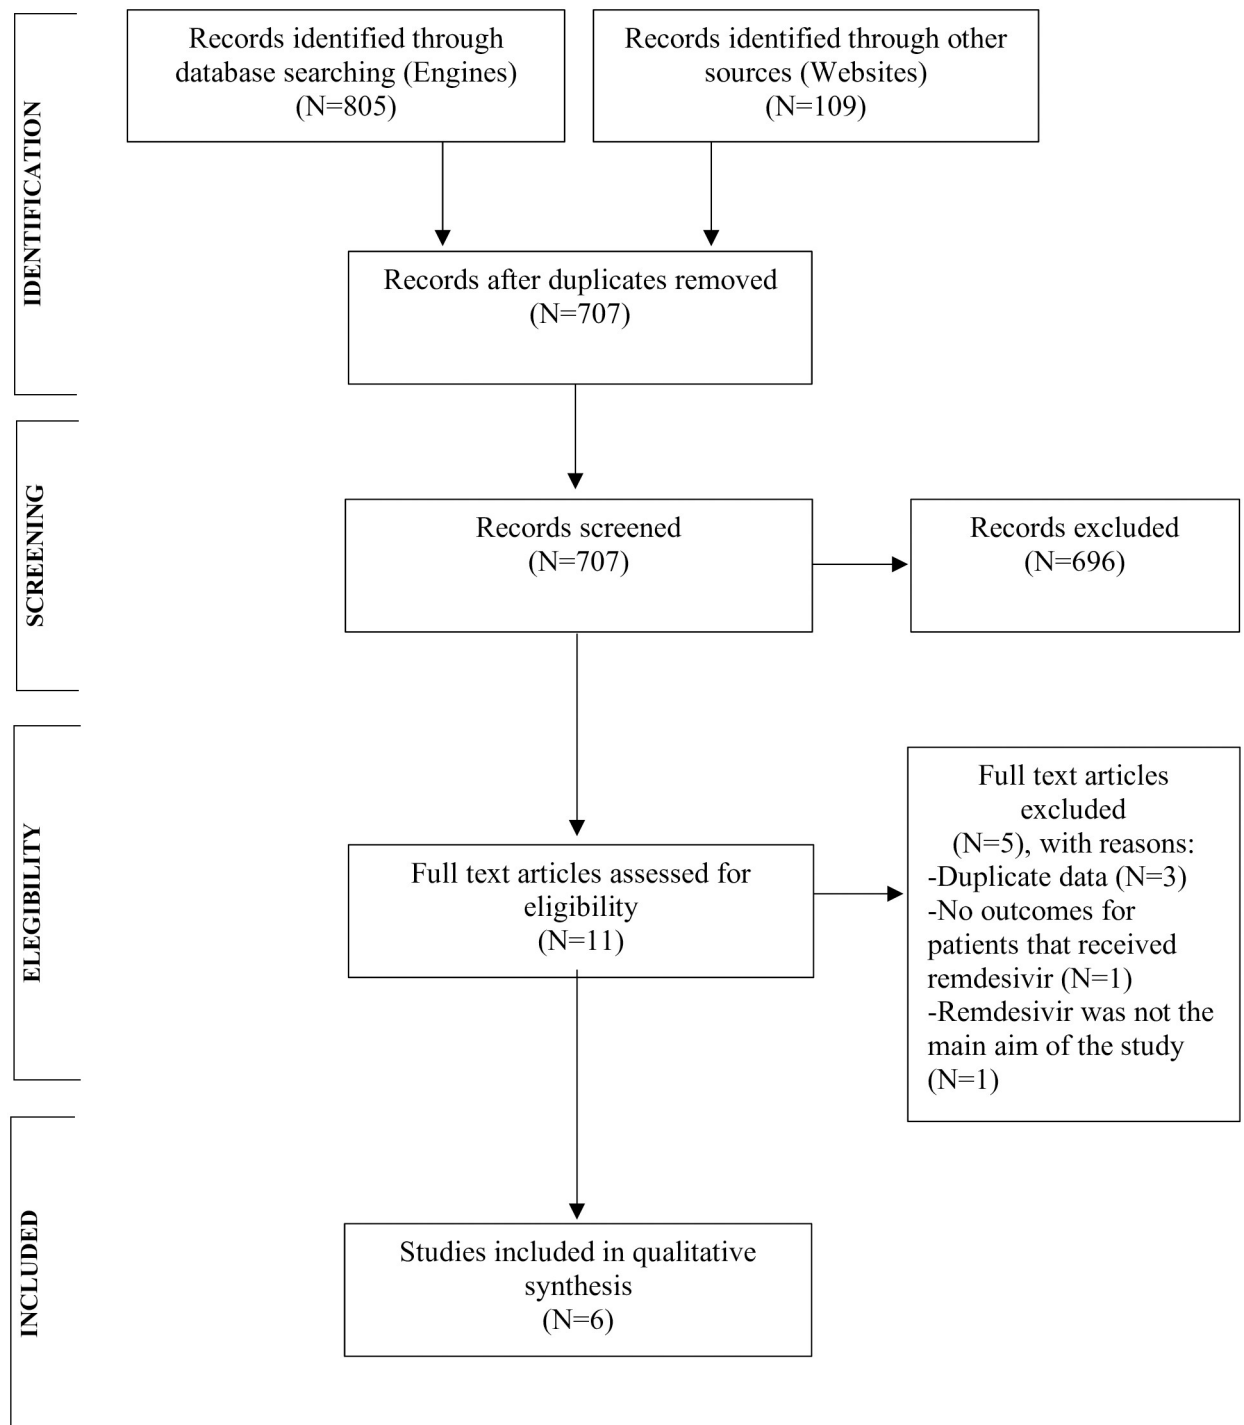 IDENTIFICATION
Records identified through
database searching (Engines)
(N=805)
Records identified through other
sources (Websites)
(N=109)
Records after duplicates removed
(N=707)
SCREENING
Records screened
(N=707)
Records excluded
(N=696)
ELEGIBILITY
Full text articles assessed for
eligibility
(N=11)
Full text articles
excluded
(N=5), with reasons:
-Duplicate data (N=3)
-No outcomes for
patients that received
remdesivir (N=1)
-Remdesivir was not the
main aim of the study
(N=1)
INCLUDED
Studies included in qualitative
synthesis
(N=6)